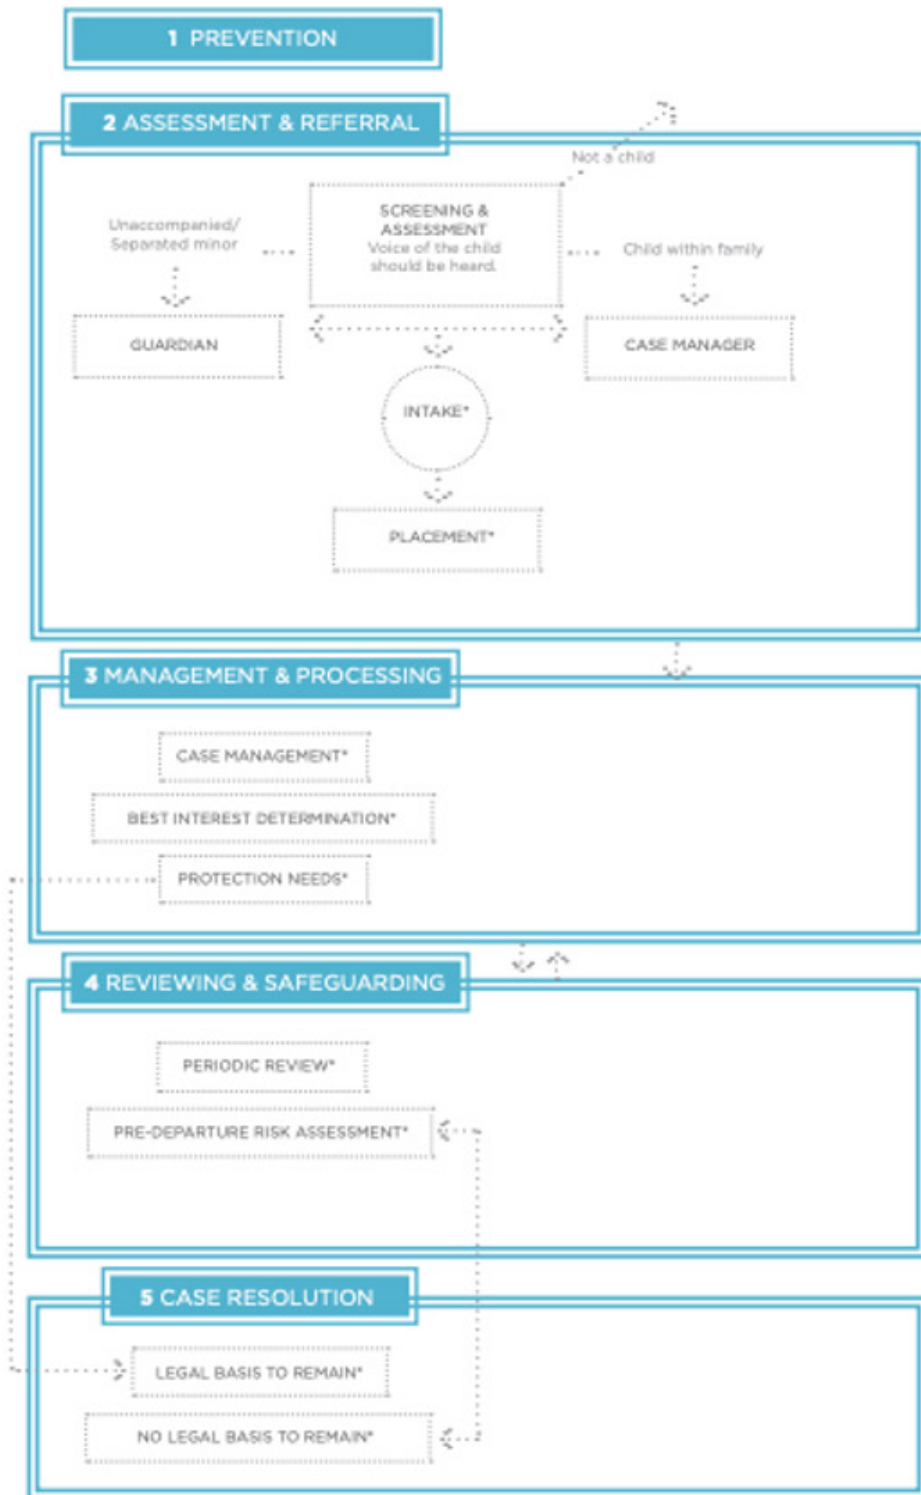 1 PREVENTION
2 ASSESSMENT & REFERRAL
Not a child
SCREENING &
ASSESSMENT
Voice of the child
should be heard.
Unaccompanied/
Separated minor
Child within family
GUARDIAN
CASE MANAGER
INTAKE*
PLACEMENT*
3 MANAGEMENT & PROCESSING
CASE MANAGEMENT*
BEST INTEREST DETERMINATION*
PROTECTION NEEDS*
4 REVIEWING & SAFEGUARDING
PERIODIC REVIEW*
PRE-DEPARTURE RISK ASSESSMENT*
5 CASE RESOLUTION
LEGAL BASIS TO REMAIN*
NO LEGAL BASIS TO REMAIN*